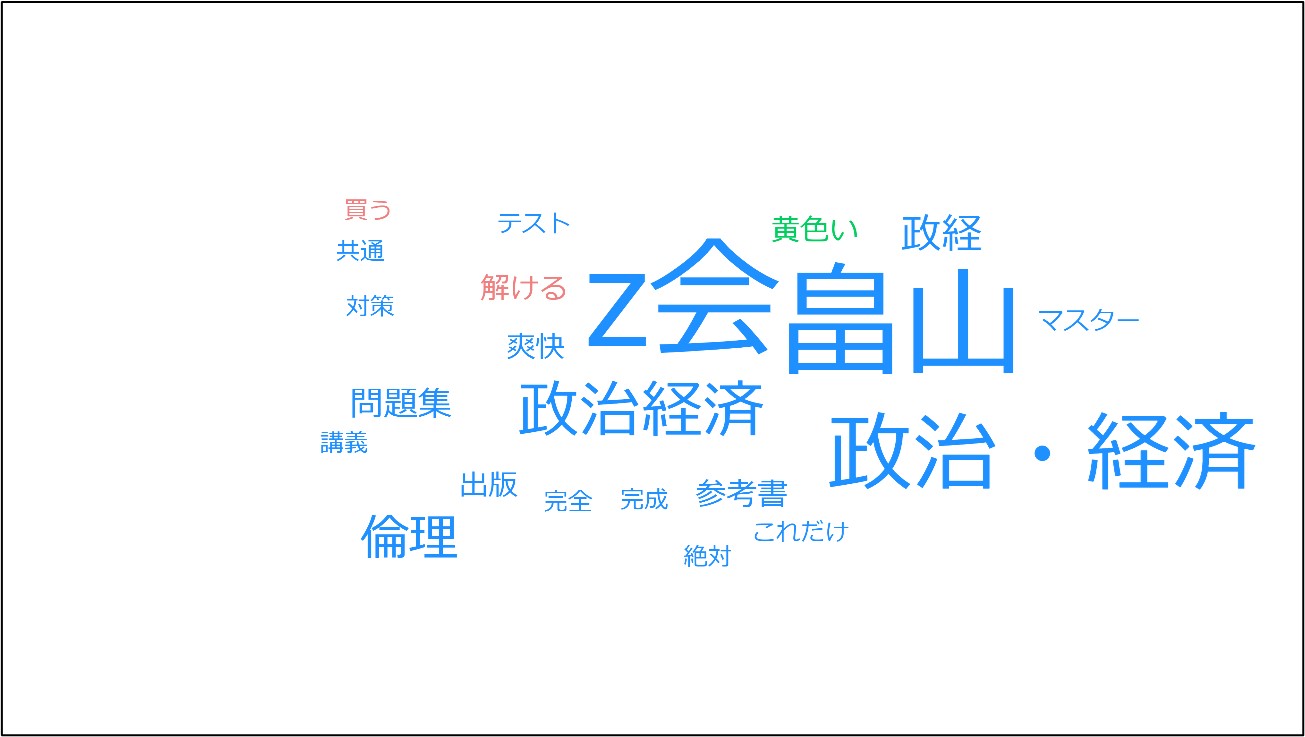 買う
テスト
黄色い
政経
共通
解ける
z会
畠山
対策
マスター
爽快
問題集
政治経済
政治・経済
講義
出版
完全
完成
参考書
倫理
これだけ
絶対